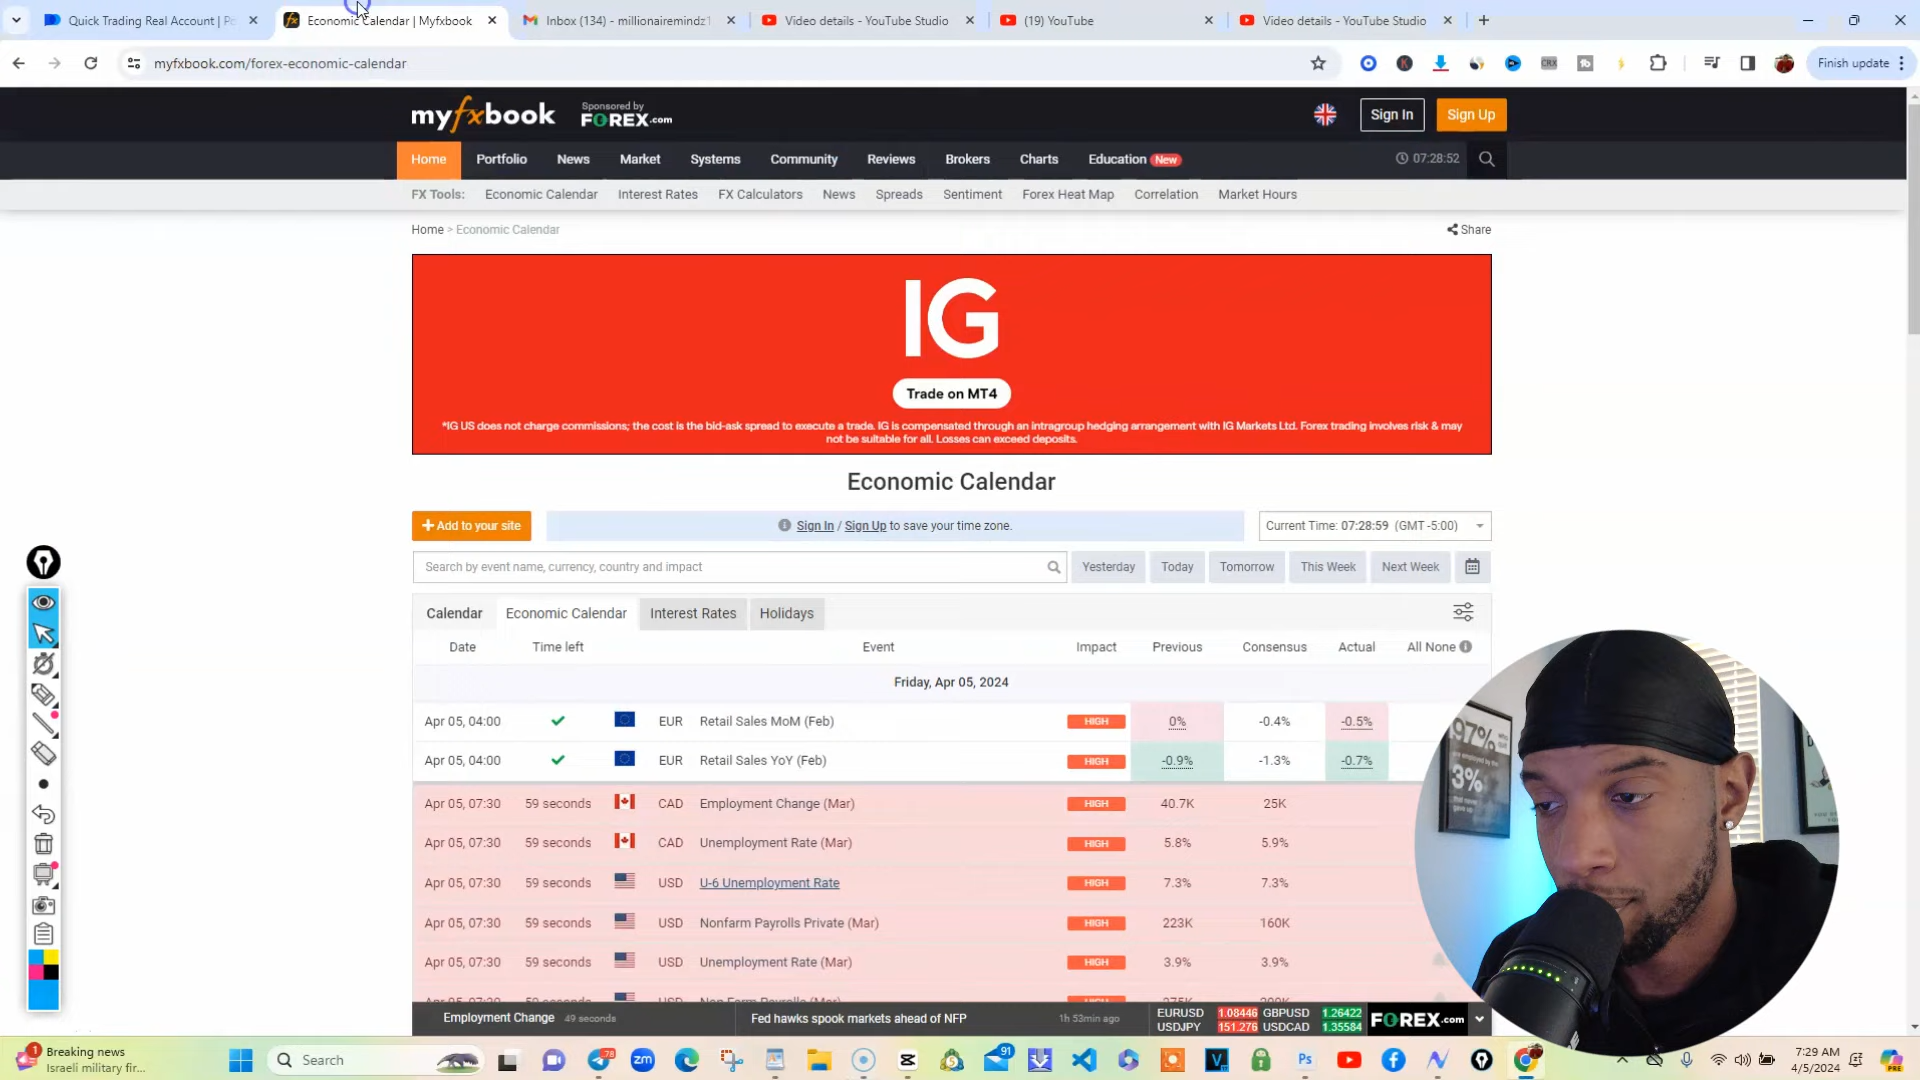 Quick Trading Real Account | Po
Economic Calendar | Myfxbook
Inbox (134) - millionairemindz1
Video details - YouTube Studio
(19) YouTube
Video details - YouTube Studio
myfxbook.com/forex-economic-calendar
Finish update
myfxbook
Sponsored by
FOREX.com
Sign In
Sign Up
Home
Portfolio
News
Market
Systems
Community
Reviews
Brokers
Charts
Education New
07:28:52
FX Tools:
Economic Calendar
Interest Rates
FX Calculators
News
Spreads
Sentiment
Forex Heat Map
Correlation
Market Hours
Home > Economic Calendar
Share
IG
Trade on MT4
*IG US does not charge commissions; the cost is the bid-ask spread to execute a trade. IG is compensated through an intragroup hedging arrangement with IG Markets Ltd. Forex trading involves risk & may
not be suitable for all. Losses can exceed deposits.
Economic Calendar
+ Add to your site
Sign In / Sign Up to save your time zone.
Current Time: 07:28:59 (GMT -5:00)
Search by event name, currency, country and impact
Yesterday
Today
Tomorrow
This Week
Next Week
Calendar
Economic Calendar
Interest Rates
Holidays
Date Time left Event Impact Previous Consensus Actual All None
Friday, Apr 05, 2024
Apr 05, 04:00 EUR Retail Sales MoM (Feb) HIGH 0% -0.4% -0.5%
Apr 05, 04:00 EUR Retail Sales YoY (Feb) HIGH -0.9% -1.3% -0.7%
Apr 05, 07:30 59 seconds CAD Employment Change (Mar) HIGH 40.7K 25K
Apr 05, 07:30 59 seconds CAD Unemployment Rate (Mar) HIGH 5.8% 5.9%
Apr 05, 07:30 59 seconds USD U-6 Unemployment Rate HIGH 7.3% 7.3%
Apr 05, 07:30 59 seconds USD Nonfarm Payrolls Private (Mar) HIGH 223K 160K
Apr 05, 07:30 59 seconds USD Unemployment Rate (Mar) HIGH 3.9% 3.9%
Employment Change 49 seconds
Fed hawks spook markets ahead of NFP 1h 53min ago
EURUSD 1.08446 GBPUSD 1.26422
USDJPY 151.276 USDCAD 1.35584
FOREX.com
97%
3%
1
Breaking news
Israeli military fir...
Search
78
zm
91
Ps
7:29 AM
4/5/2024
PRE